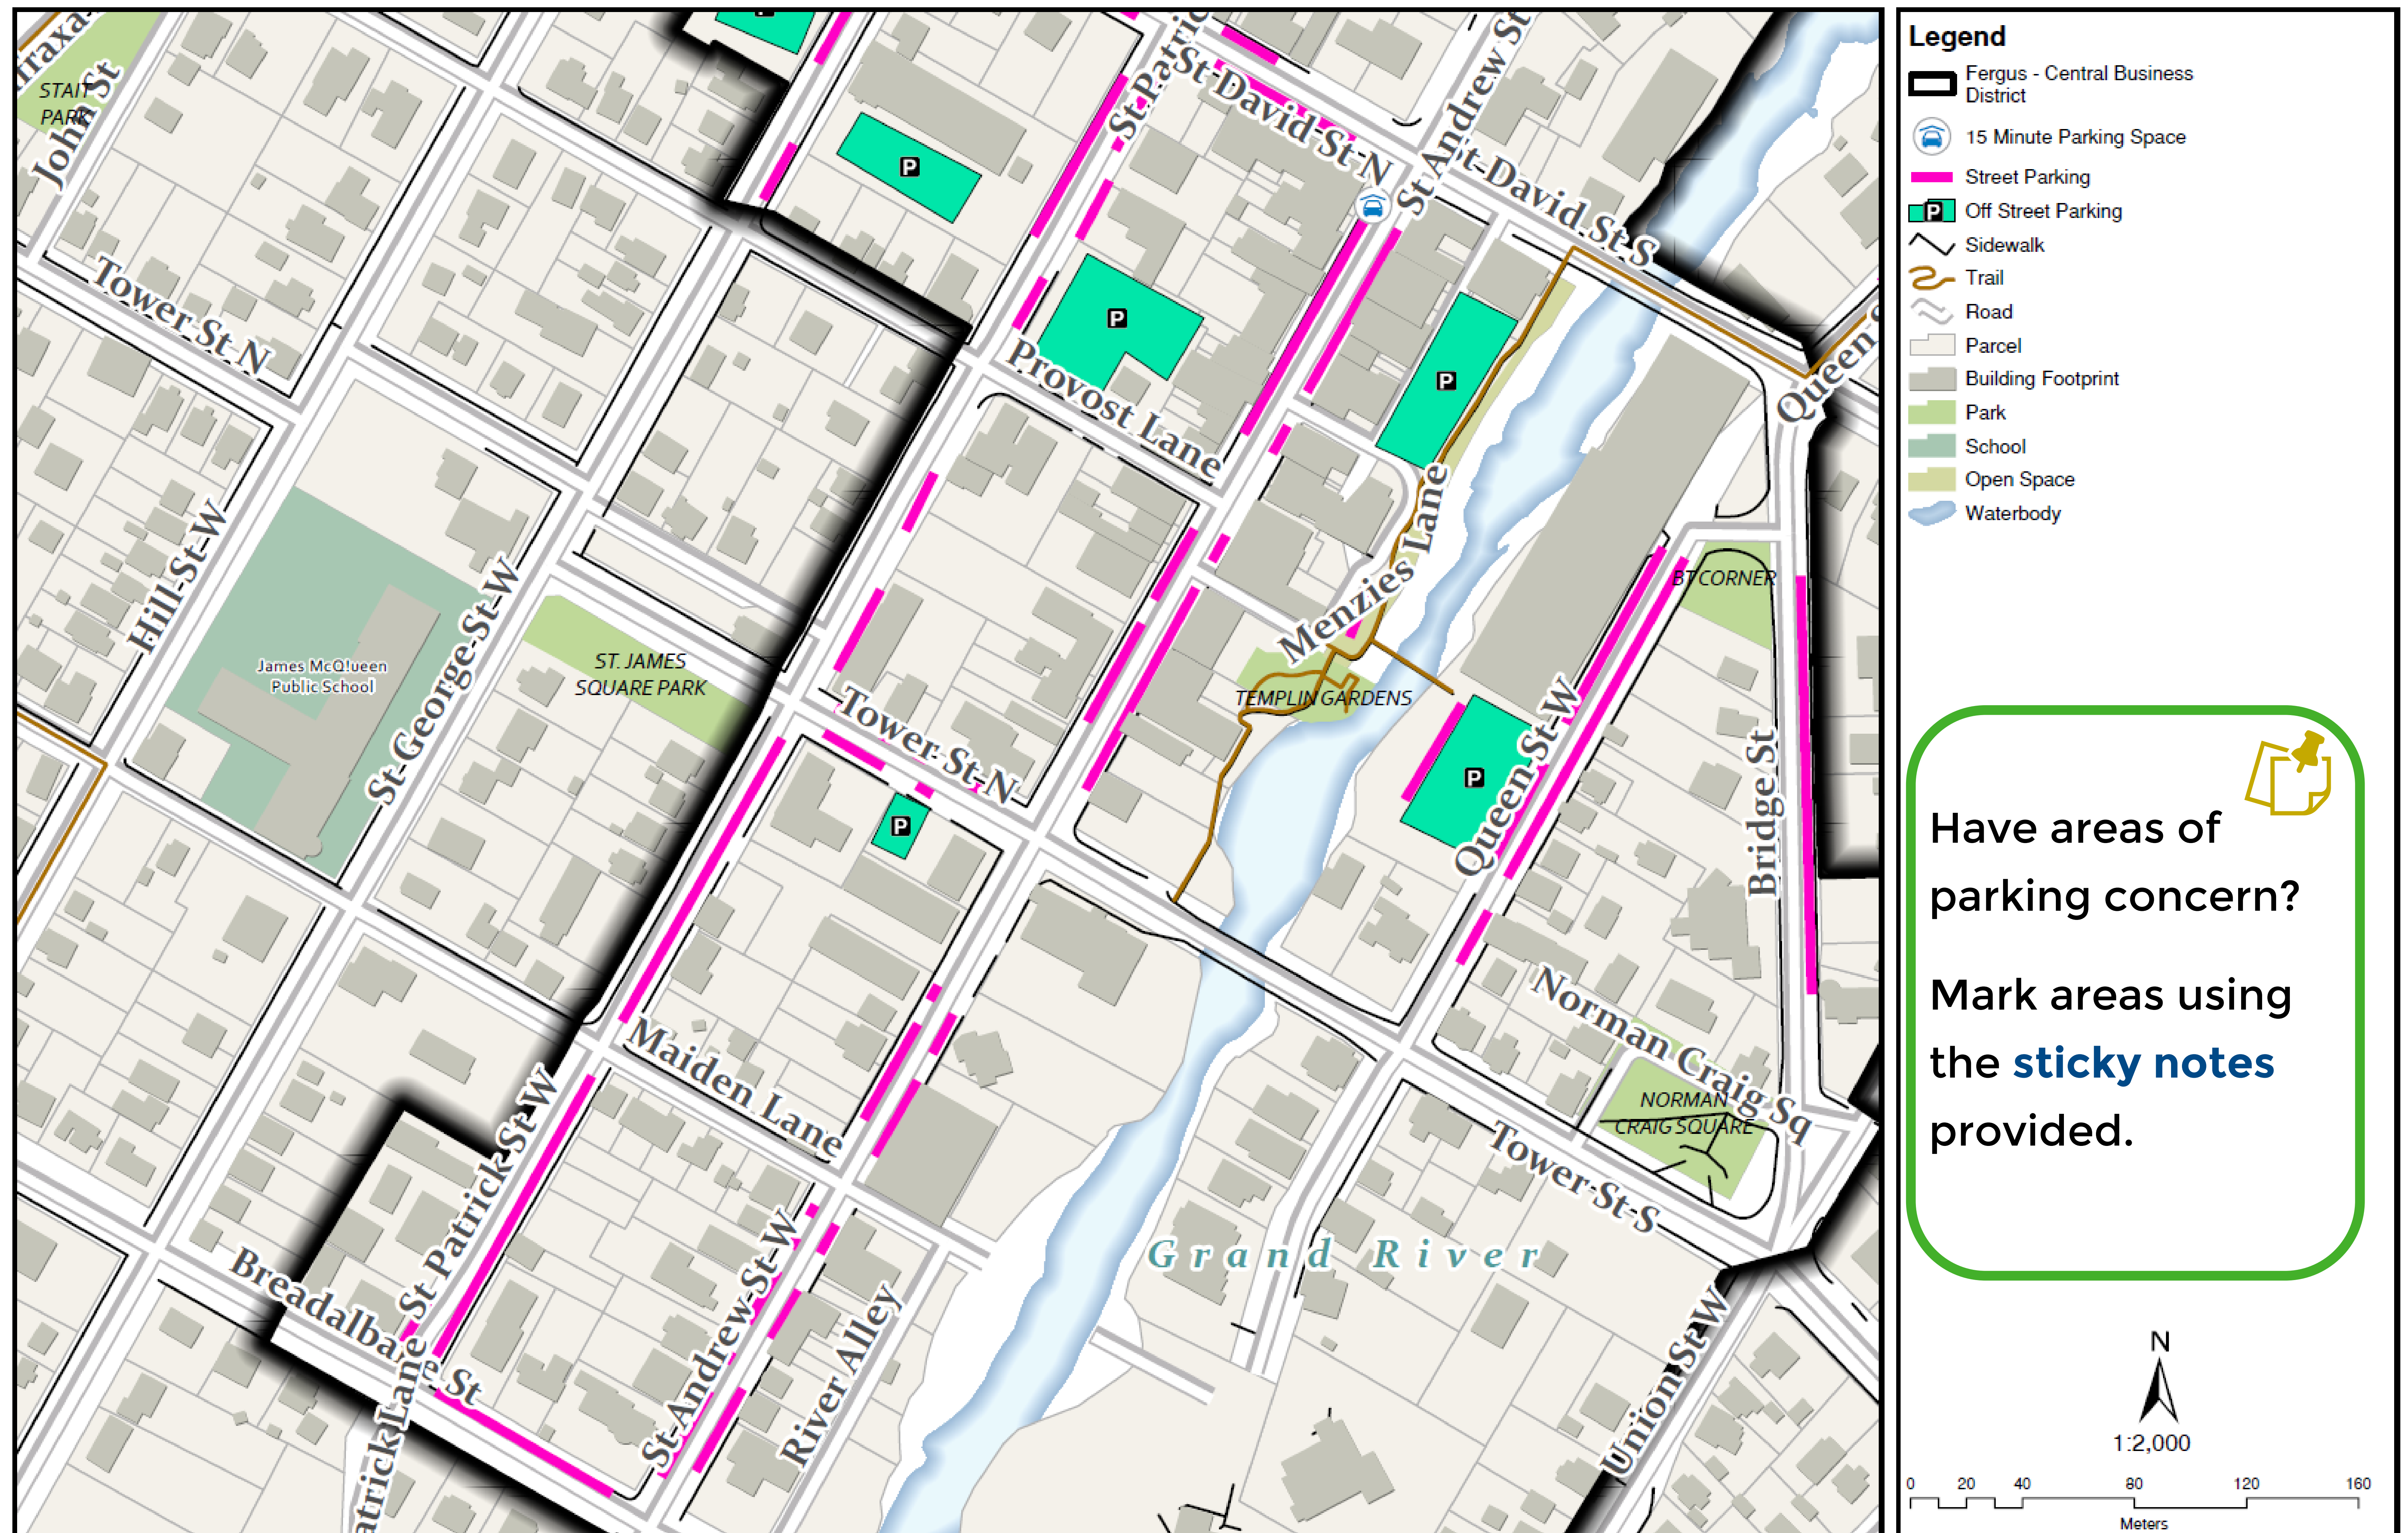 STAIT
PARK
John St
St David St N
St Andrew St
St David St S
Tower St N
Queen
Provost Lane
Hill St W
James McQ!ueen
Public School
St George St W
ST. JAMES
SQUARE PARK
Menzies Lane
TEMPLIN GARDENS
BT CORNER
Tower St N
Queen St W
Bridge St
Norman Craig Sq
NORMAN
CRAIG SQUARE
Maiden Lane
Tower St S
St Patrick St W
Breadalbane St
St Andrew St W
River Alley
Grand River
Union St W
P
P
P
P
P
Legend
Fergus - Central Business
District
15 Minute Parking Space
Street Parking
P Off Street Parking
Sidewalk
Trail
Road
Parcel
Building Footprint
Park
School
Open Space
Waterbody
Have areas of
parking concern?
Mark areas using
the sticky notes
provided.
N
1:2,000
0 20 40 80 120 160
Meters